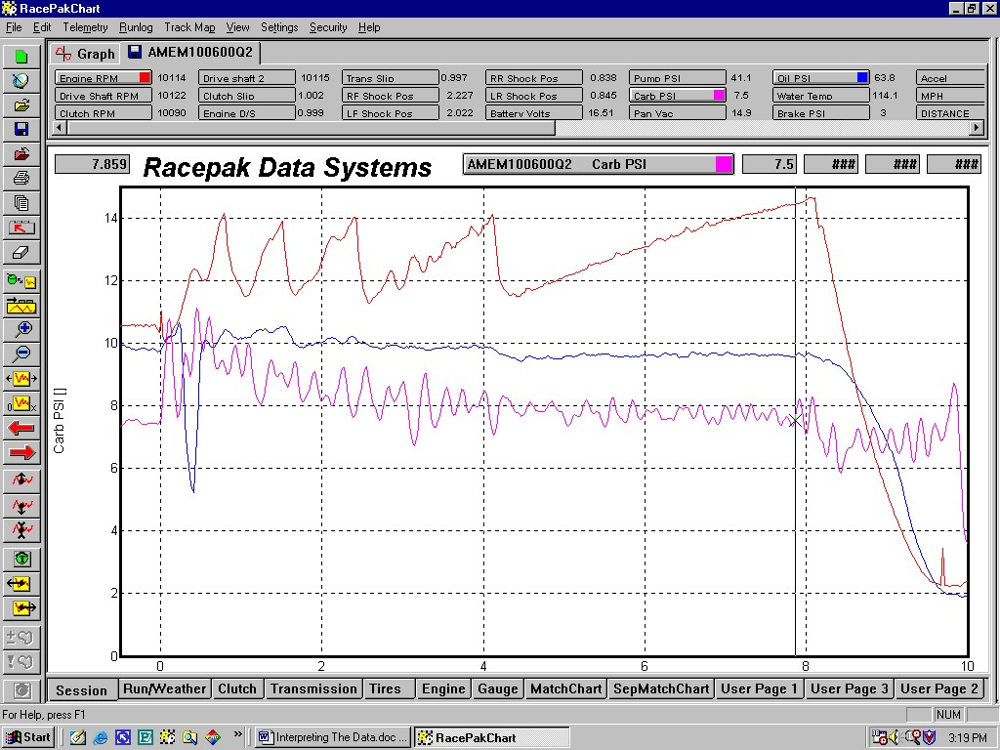 RacePakChart
File Edit Telemetry Runlog Track Map View Settings Security Help
Graph AMEM100600Q2
Engine RPM 10114 Drive shaft 2 10115 Trans Slip 0.997 RR Shock Pos 0.838 Pump PSI 41.1 Oil PSI 63.8 Accel
Drive Shaft RPM 10122 Clutch Slip 1.002 RF Shock Pos 2.227 LR Shock Pos 0.845 Carb PSI 7.5 Water Temp 114.1 MPH
Clutch RPM 10090 Engine D/S 0.999 LF Shock Pos 2.022 Battery Volts 16.51 Pan Vac 14.9 Brake PSI 3 DISTANCE
7.859 Racepak Data Systems AMEM100600Q2 Carb PSI 7.5 ### ### ###
14
12
10
8
Carb PSI []
6
4
2
0
0 2 4 6 8 10
Session Run/Weather Clutch Transmission Tires Engine Gauge MatchChart SepMatchChart User Page 1 User Page 3 User Page 2
For Help, press F1 NUM
Start » Interpreting The Data.doc ... RacePakChart 3:19 PM